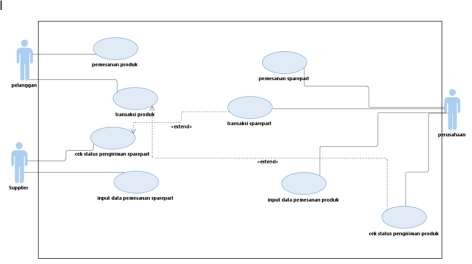 pemesanan produk
pelanggan
pemesanan sparepart
transaksi produk
transaksi sparepart
perusahaan
<extend>
cek status pengiriman sparepart
<extend>
Supplier
input data pemesanan sparepart
input data pemesanan produk
cek status pengiriman produk